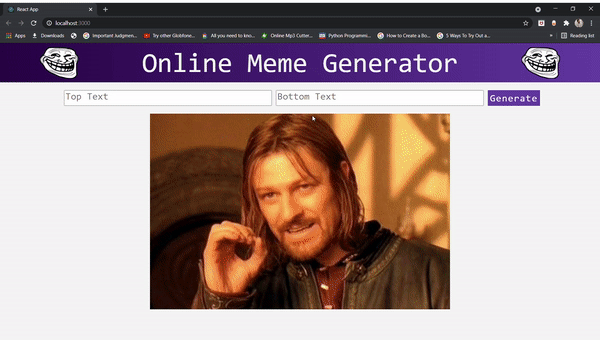 React App
localhost:3000
Apps
Downloads
Important Judgmen...
Try other Globfone...
All you need to kno...
Online Mp3 Cutter...
Python Programmi...
How to Create a Bo...
5 Ways To Try Out a...
Reading list
Online Meme Generator
Top Text
Bottom Text
Generate